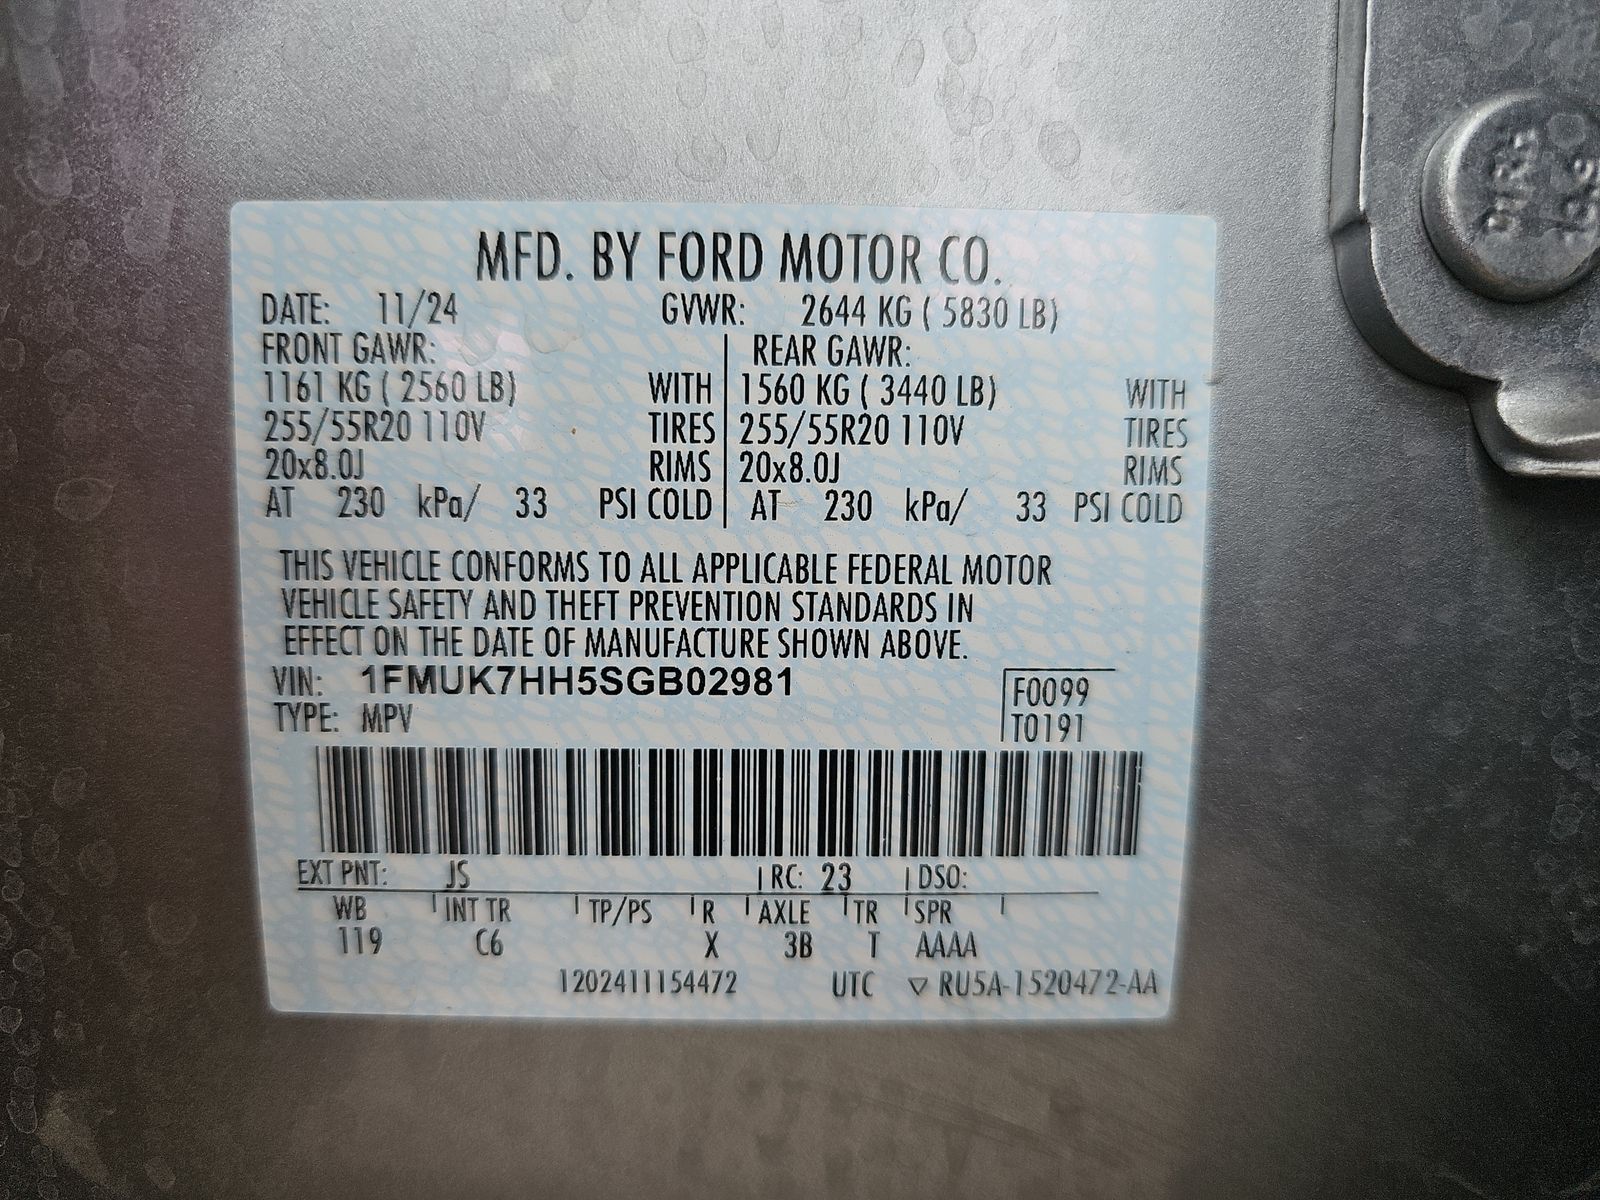 MFD. BY FORD MOTOR CO.
DATE: 11/24 GVWR: 2644 KG ( 5830 LB)
FRONT GAWR: REAR GAWR:
1161 KG ( 2560 LB) WITH 1560 KG ( 3440 LB) WITH
255/55R20 110V TIRES 255/55R20 110V TIRES
20x8.0J RIMS 20x8.0J RIMS
AT 230 kPa/ 33 PSI COLD AT 230 kPa/ 33 PSI COLD
THIS VEHICLE CONFORMS TO ALL APPLICABLE FEDERAL MOTOR
VEHICLE SAFETY AND THEFT PREVENTION STANDARDS IN
EFFECT ON THE DATE OF MANUFACTURE SHOWN ABOVE.
VIN: 1FMUK7HH5SGB02981
TYPE: MPV
F0099
T0191
EXT PNT: JS RC: 23 DSO:
WB INT TR TP/PS R AXLE TR SPR
119 C6 X 3B T AAAA
1202411154472 UTC ▽ RU5A-1520472-AA